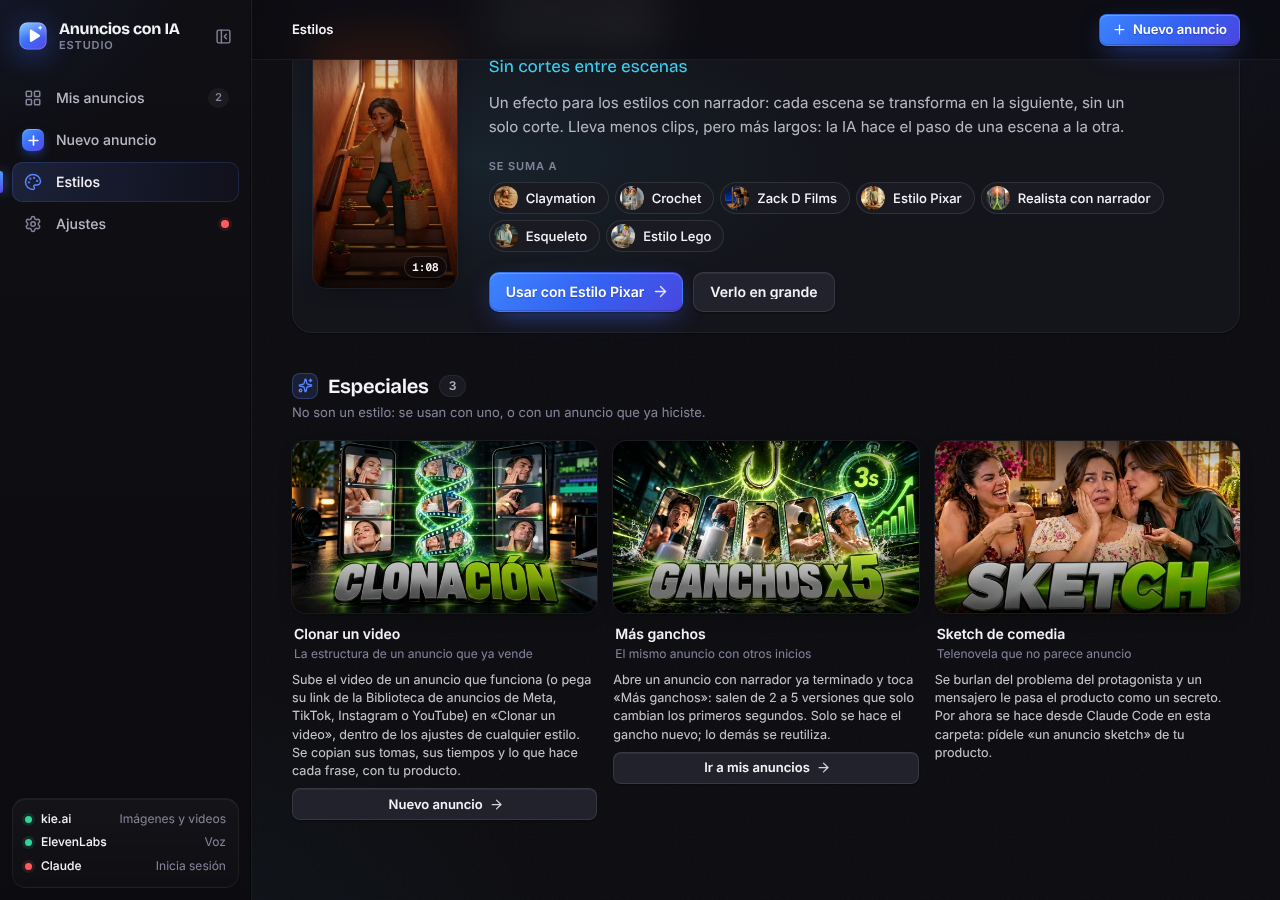 Anuncios con IA
ESTUDIO
Mis anuncios
2
Nuevo anuncio
Estilos
Ajustes
kie.ai
Imágenes y videos
ElevenLabs
Voz
Claude
Inicia sesión
Estilos
Nuevo anuncio
Sin cortes entre escenas
Un efecto para los estilos con narrador: cada escena se transforma en la siguiente, sin un
solo corte. Lleva menos clips, pero más largos: la IA hace el paso de una escena a la otra.
SE SUMA A
Claymation
Crochet
Zack D Films
Estilo Pixar
Realista con narrador
Esqueleto
Estilo Lego
1:08
Usar con Estilo Pixar
Verlo en grande
Especiales
3
No son un estilo: se usan con uno, o con un anuncio que ya hiciste.
CLONACIÓN
Clonar un video
La estructura de un anuncio que ya vende
Sube el video de un anuncio que funciona (o pega
su link de la Biblioteca de anuncios de Meta,
TikTok, Instagram o YouTube) en «Clonar un
video», dentro de los ajustes de cualquier estilo.
Se copian sus tomas, sus tiempos y lo que hace
cada frase, con tu producto.
Nuevo anuncio
3s
GANCHOS X5
Más ganchos
El mismo anuncio con otros inicios
Abre un anuncio con narrador ya terminado y toca
«Más ganchos»: salen de 2 a 5 versiones que solo
cambian los primeros segundos. Solo se hace el
gancho nuevo; lo demás se reutiliza.
Ir a mis anuncios
SKETCH
Sketch de comedia
Telenovela que no parece anuncio
Se burlan del problema del protagonista y un
mensajero le pasa el producto como un secreto.
Por ahora se hace desde Claude Code en esta
carpeta: pídele «un anuncio sketch» de tu
producto.